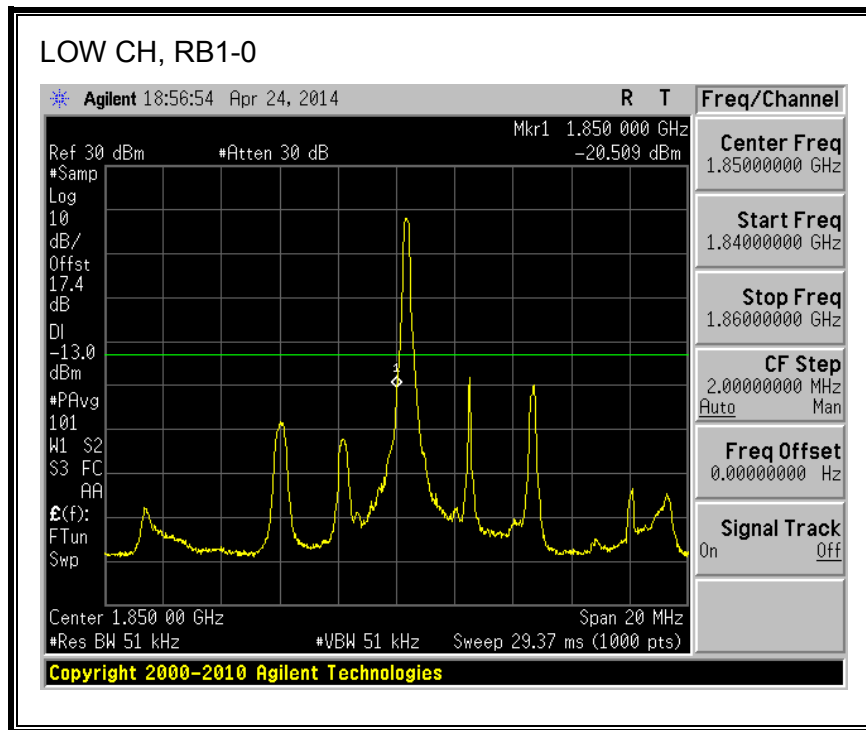 LOW CH, RB1-0
Agilent 18:56:54 Apr 24, 2014 R T
Freq/Channel
Mkr1 1.850 000 GHz
Ref 30 dBm #Atten 30 dB -20.509 dBm
#Samp
Log
10
dB/
Offst
17.4
dB
DI
-13.0
dBm
#PAvg
101
W1 S2
S3 FC
AA
£(f):
FTun
Swp
1
Center 1.850 00 GHz Span 20 MHz
#Res BW 51 kHz #VBW 51 kHz Sweep 29.37 ms (1000 pts)
Copyright 2000-2010 Agilent Technologies
Center Freq
1.85000000 GHz
Start Freq
1.84000000 GHz
Stop Freq
1.86000000 GHz
CF Step
2.00000000 MHz
Auto Man
Freq Offset
0.00000000 Hz
Signal Track
On Off